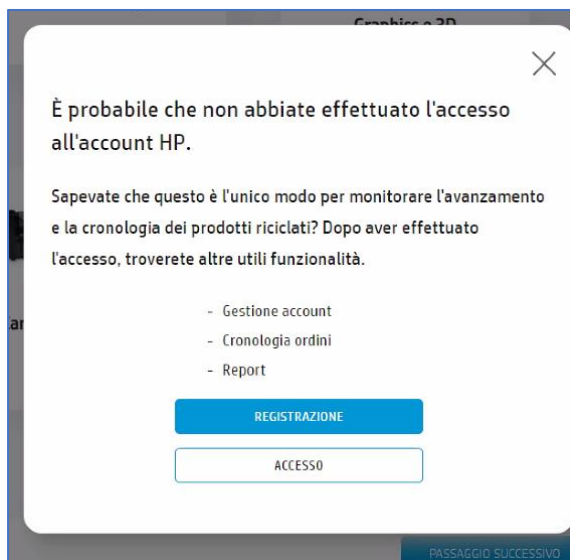 Graphics e 3D
È probabile che non abbiate effettuato l'accesso
all'account HP.
Sapevate che questo è l'unico modo per monitorare l'avanzamento
e la cronologia dei prodotti riciclati? Dopo aver effettuato
l'accesso, troverete altre utili funzionalità.
- Gestione account
- Cronologia ordini
- Report
REGISTRAZIONE
ACCESSO
PASSAGGIO SUCCESSIVO